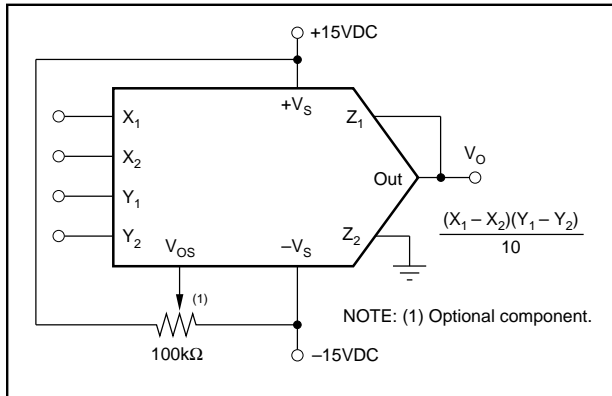 +15VDC
+VS
X1
X2
Y1
Y2
Z1
Out
VO
Z2
(X1 – X2)(Y1 – Y2)
10
VOS
–VS
(1)
100kΩ
NOTE: (1) Optional component.
–15VDC